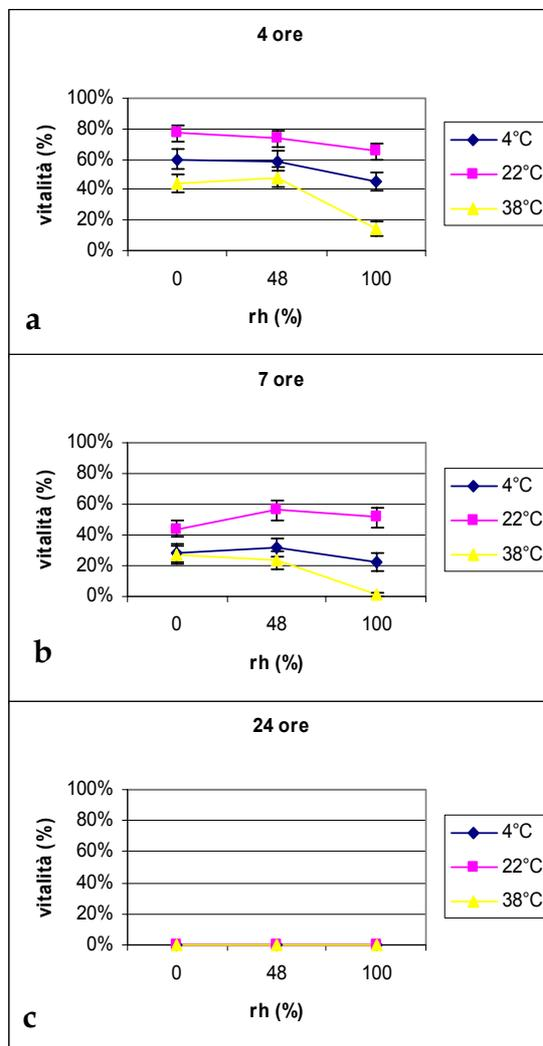 4 ore
100%
80%
60%
40%
20%
0%
vitalità (%)
0 48 100
rh (%)
4°C
22°C
38°C
a
7 ore
100%
80%
60%
40%
20%
0%
vitalità (%)
0 48 100
rh (%)
4°C
22°C
38°C
b
24 ore
100%
80%
60%
40%
20%
0%
vitalità (%)
0 48 100
rh (%)
4°C
22°C
38°C
c